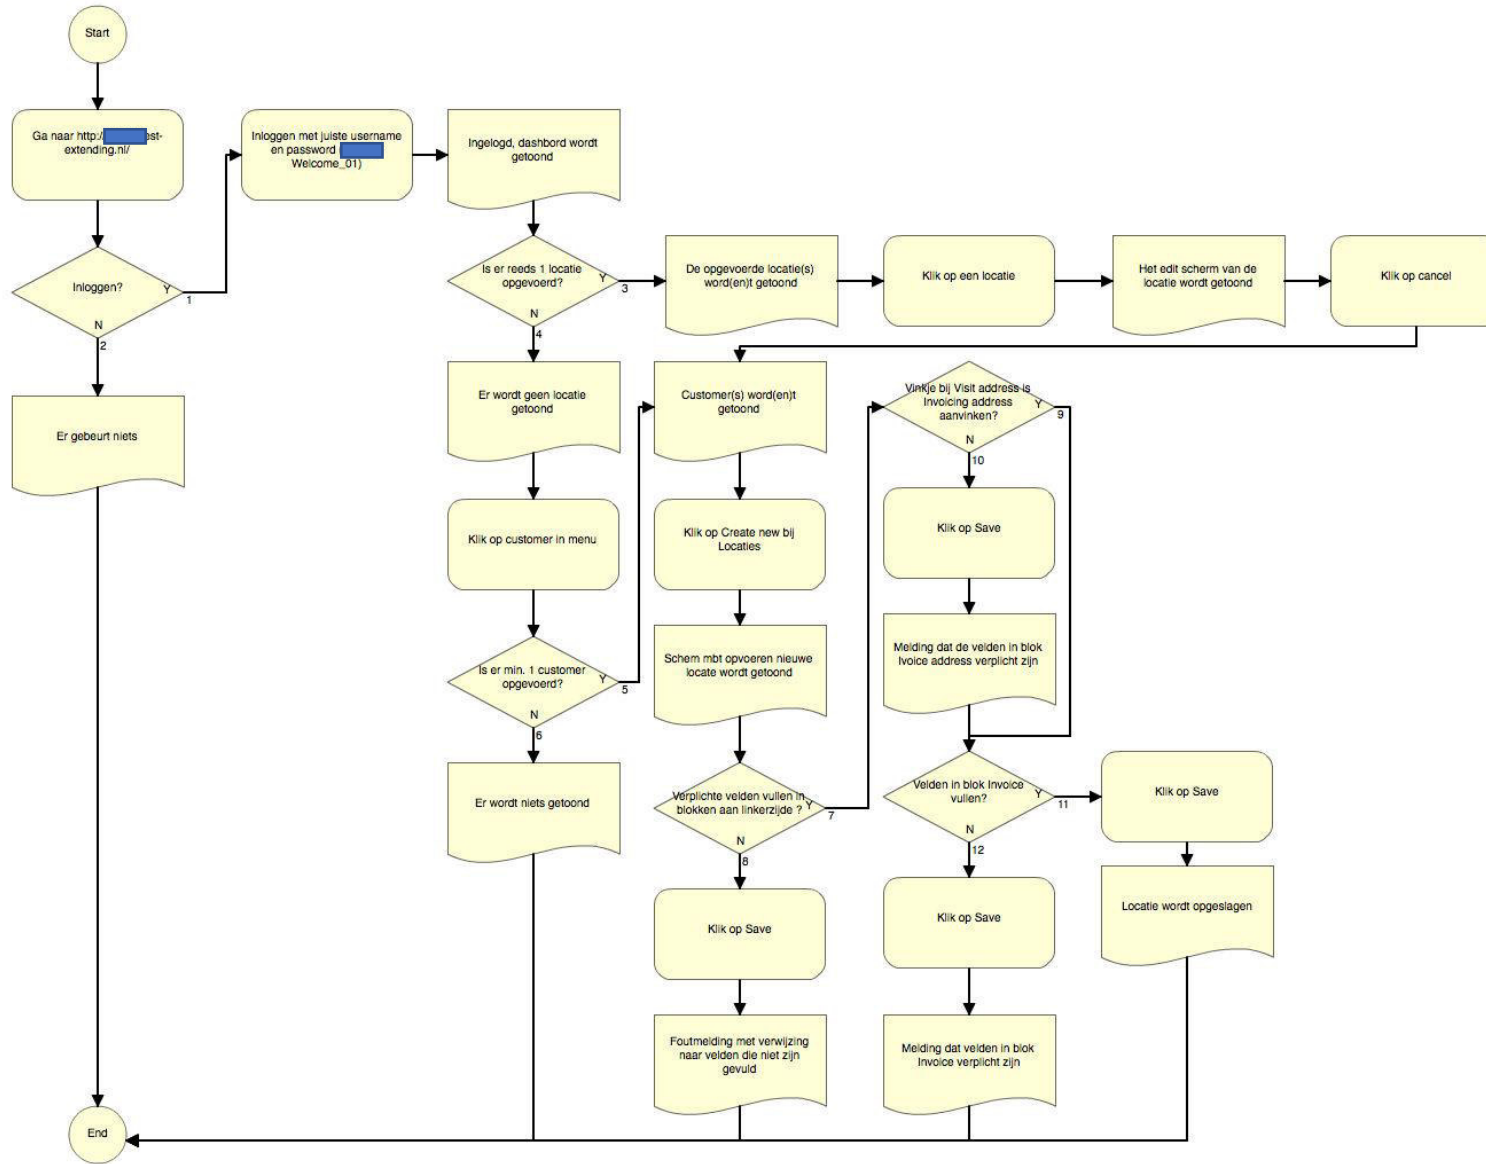 Start
Ga naar http:/
est-
extending.nl/
Inloggen?
Y
1
N
2
Er gebeurt niets
End
Inloggen met juiste username
en password (
Welcome_01)
Ingelogd, dashbord wordt
getoond
Is er reeds 1 locatie
opgevoerd?
Y
3
N
4
De opgevoerde locatie(s)
word(en)t getoond
Klik op een locatie
Het edit scherm van de
locatie wordt getoond
Klik op cancel
Er wordt geen locatie
getoond
Klik op customer in menu
Is er min. 1 customer
opgevoerd?
Y
5
N
6
Er wordt niets getoond
Customer(s) word(en)t
getoond
Klik op Create new bij
Locaties
Schem mbt opvoeren nieuwe
locate wordt getoond
Verplichte velden vullen in
blokken aan linkerzijde ?
Y
7
N
8
Klik op Save
Foutmelding met verwijzing
naar velden die niet zijn
gevuld
Vinkje bij Visit address is
Invoicing address
aanvinken?
Y
9
N
10
Klik op Save
Melding dat de velden in blok
Ivoice address verplicht zijn
Velden in blok Invoice
vullen?
Y
11
N
12
Klik op Save
Melding dat velden in blok
Invoice verplicht zijn
Klik op Save
Locatie wordt opgeslagen